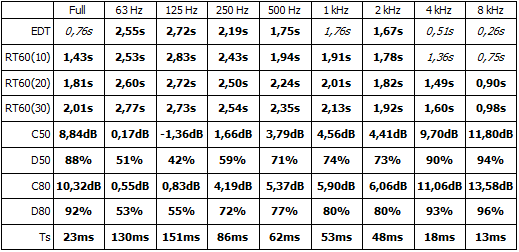 Full 63 Hz 125 Hz 250 Hz 500 Hz 1 kHz 2 kHz 4 kHz 8 kHz
EDT 0,76s 2,55s 2,72s 2,19s 1,75s 1,76s 1,67s 0,51s 0,26s
RT60(10) 1,43s 2,53s 2,83s 2,43s 1,94s 1,91s 1,78s 1,36s 0,75s
RT60(20) 1,81s 2,60s 2,72s 2,50s 2,24s 2,01s 1,82s 1,49s 0,90s
RT60(30) 2,01s 2,77s 2,73s 2,54s 2,35s 2,13s 1,92s 1,60s 0,98s
C50 8,84dB 0,17dB -1,36dB 1,66dB 3,79dB 4,56dB 4,41dB 9,70dB 11,80dB
D50 88% 51% 42% 59% 71% 74% 73% 90% 94%
C80 10,32dB 0,55dB 0,83dB 4,19dB 5,37dB 5,90dB 6,06dB 11,06dB 13,58dB
D80 92% 53% 55% 72% 77% 80% 80% 93% 96%
Ts 23ms 130ms 151ms 86ms 62ms 53ms 48ms 18ms 13ms